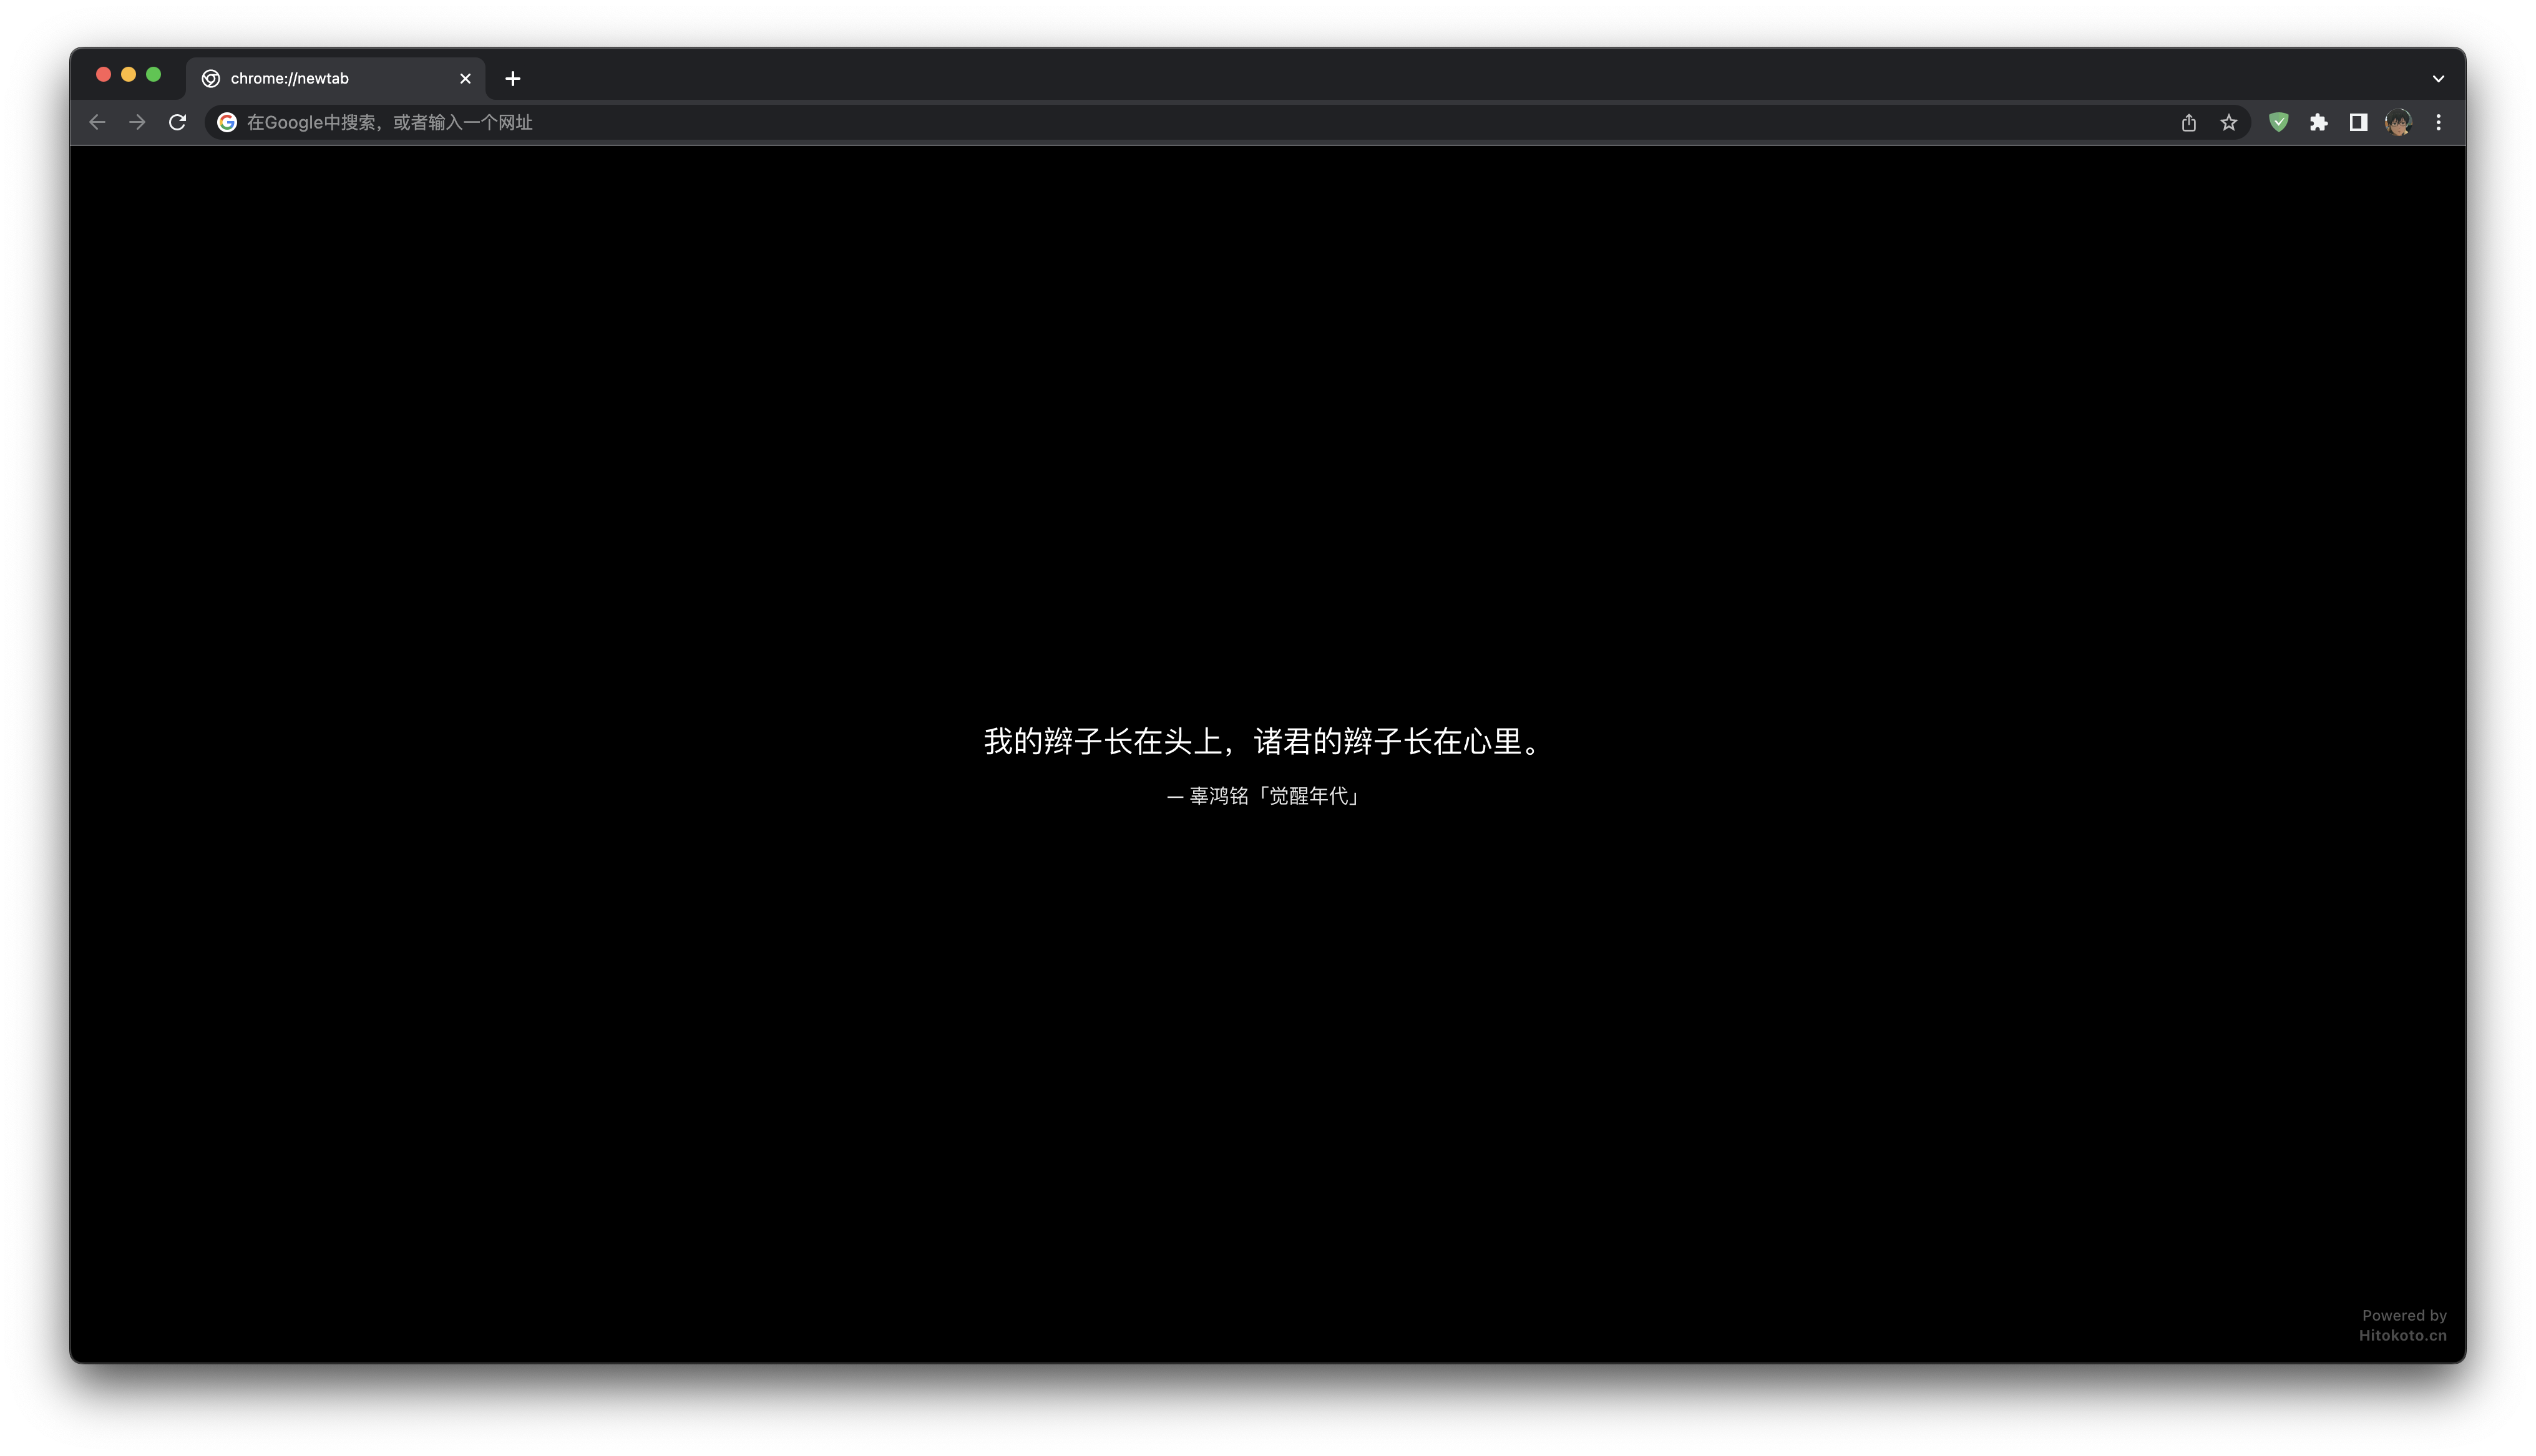 chrome://newtab
在Google中搜索，或者输入一个网址
我的辫子长在头上，诸君的辫子长在心里。
— 辜鸿铭「觉醒年代」
Powered by
Hitokoto.cn